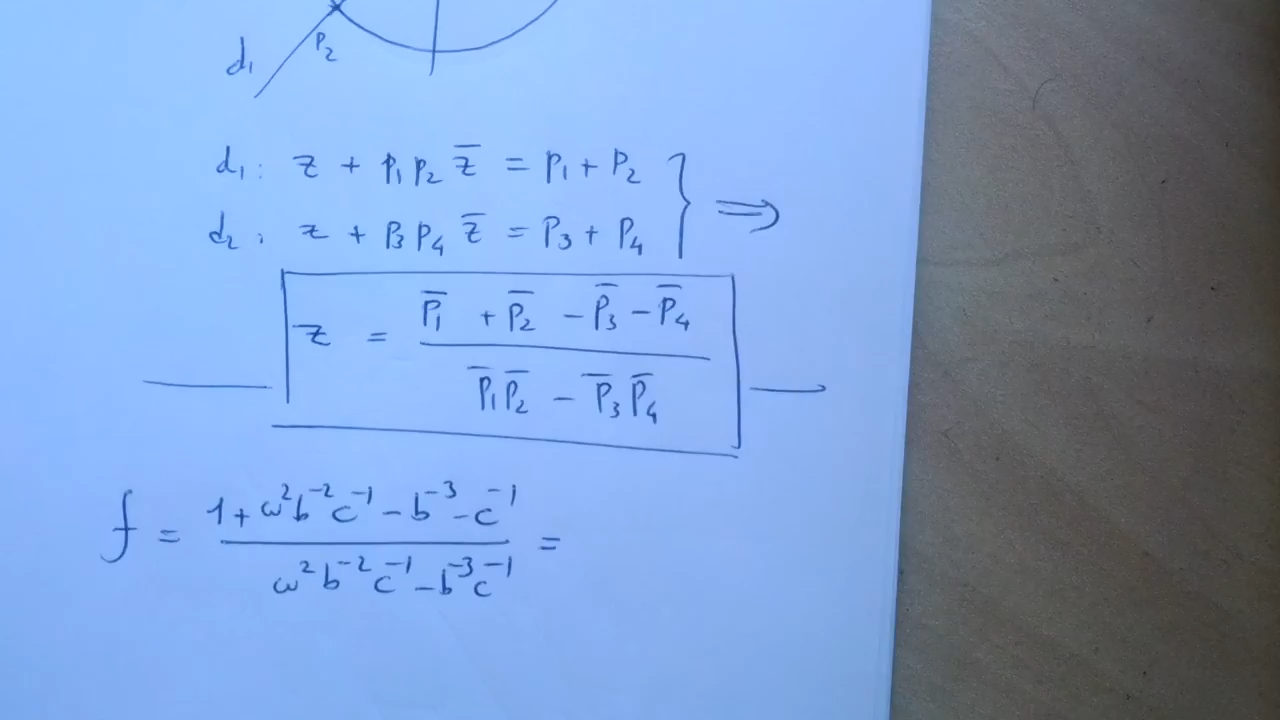 d₁ P₂
d₁: z + p₁p₂ z̅ = p₁ + p₂
d₂: z + p₃p₄ z̅ = p₃ + p₄ } ⟹
z = (p̅₁ + p̅₂ − p̅₃ − p̅₄) / (p̅₁p̅₂ − p̅₃p̅₄)
f = (1 + ω²b⁻²c⁻¹ − b⁻³ − c⁻¹) / (ω²b⁻²c⁻¹ − b⁻³c⁻¹) =